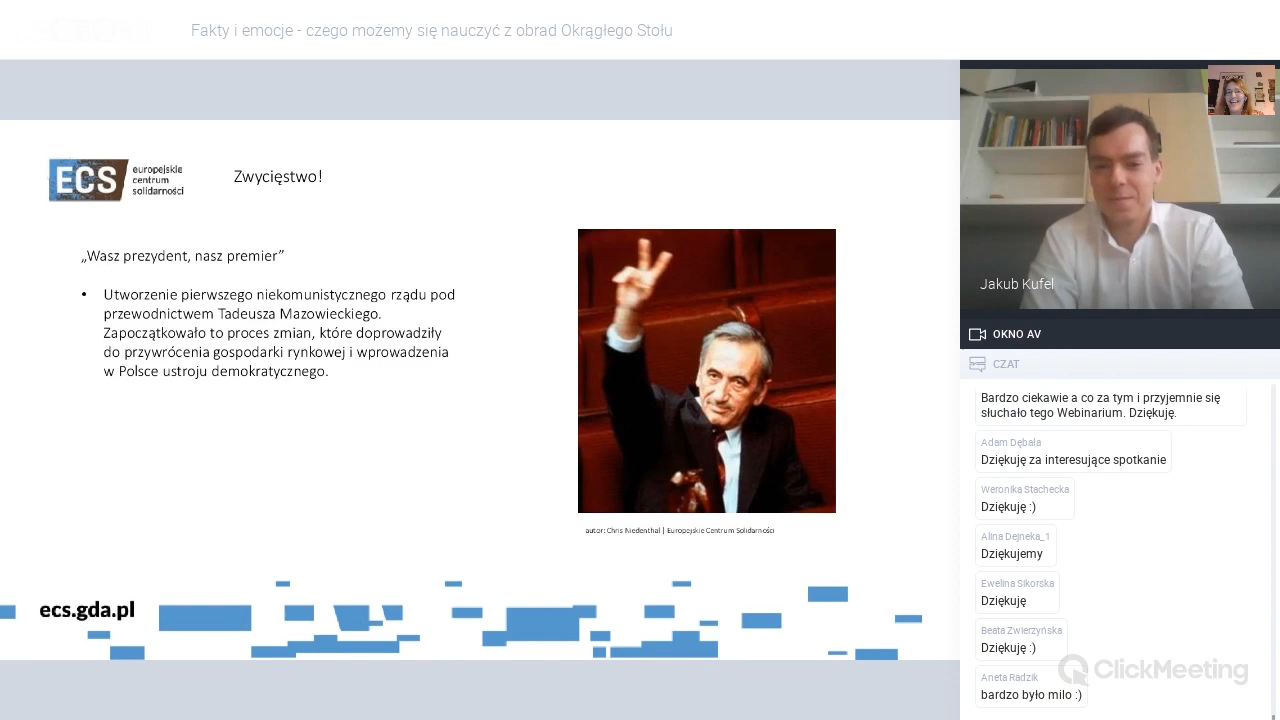 Fakty i emocje - czego możemy się nauczyć z obrad Okrągłego Stołu
ECS
europejskie
centrum
solidarności
Zwycięstwo!
„Wasz prezydent, nasz premier”
• Utworzenie pierwszego niekomunistycznego rządu pod
przewodnictwem Tadeusza Mazowieckiego.
Zapoczątkowało to proces zmian, które doprowadziły
do przywrócenia gospodarki rynkowej i wprowadzenia
w Polsce ustroju demokratycznego.
autor: Chris Niedenthal | Europejskie Centrum Solidarności
ecs.gda.pl
Jakub Kufel
OKNO AV
CZAT
Bardzo ciekawie a co za tym i przyjemnie się
słuchało tego Webinarium. Dziękuję.
Adam Dębala
Dziękuję za interesujące spotkanie
Weronika Stachecka
Dziękuję :)
Alina Dejneka_1
Dziękujemy
Ewelina Sikorska
Dziękuję
Beata Zwierzyńska
Dziękuję :)
Aneta Radzik
bardzo było milo :)
ClickMeeting